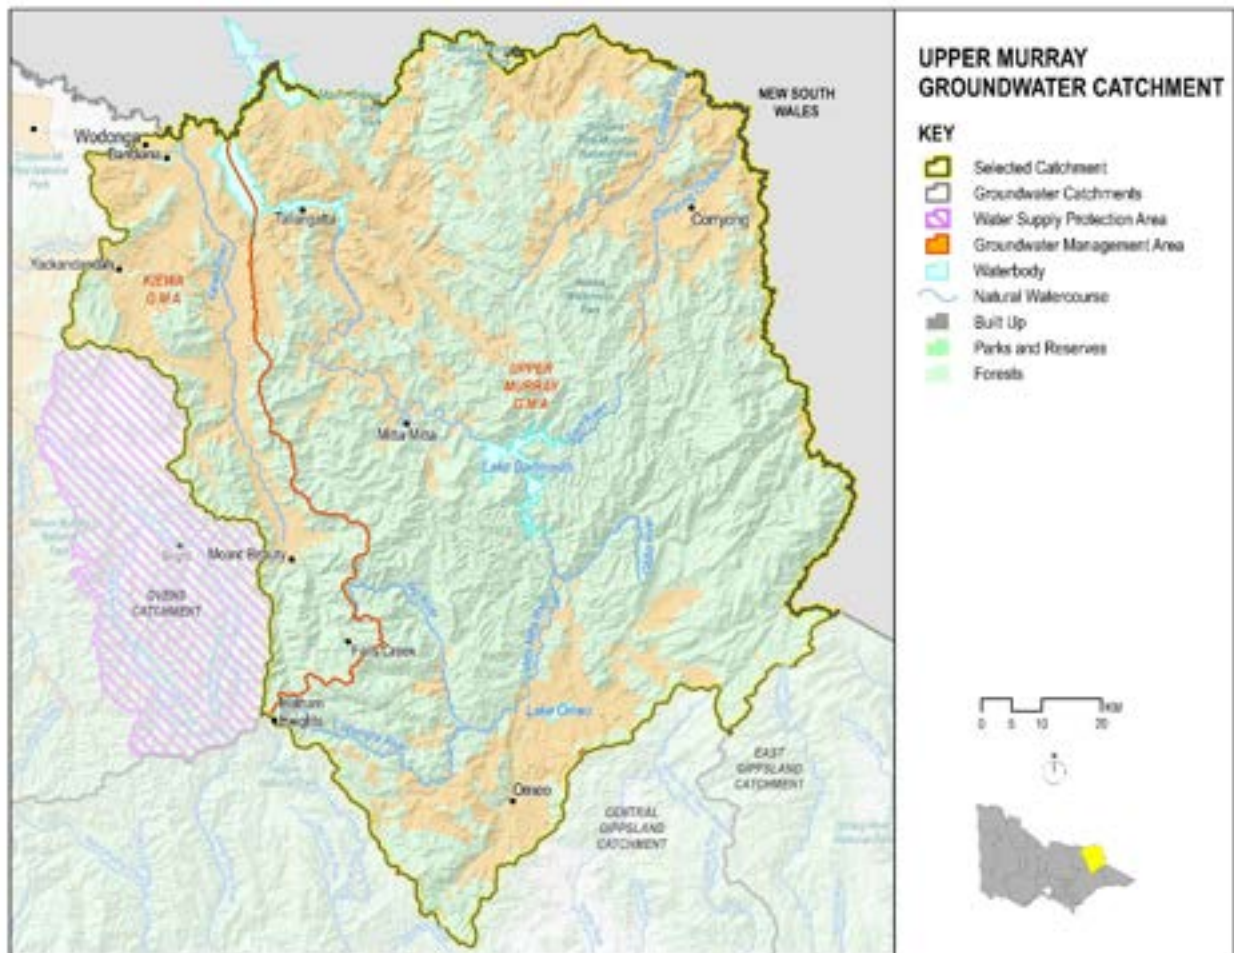 UPPER MURRAY
GROUNDWATER CATCHMENT
KEY
Selected Catchment
Groundwater Catchments
Water Supply Protection Area
Groundwater Management Area
Waterbody
Natural Watercourse
Built Up
Parks and Reserves
Forests
0 5 10 20
KM
NEW SOUTH
WALES
Wodonga
Bandiana
Tallangatta
Corryong
Yackandandah
KIEWA
G.M.A
UPPER
MURRAY
G.M.A
Mitta Mitta
Lake Dartmouth
Mount Beauty
Bright
OVENS
CATCHMENT
Falls Creek
Hotham
Heights
Lake Omeo
Omeo
EAST
GIPPSLAND
CATCHMENT
CENTRAL
GIPPSLAND
CATCHMENT